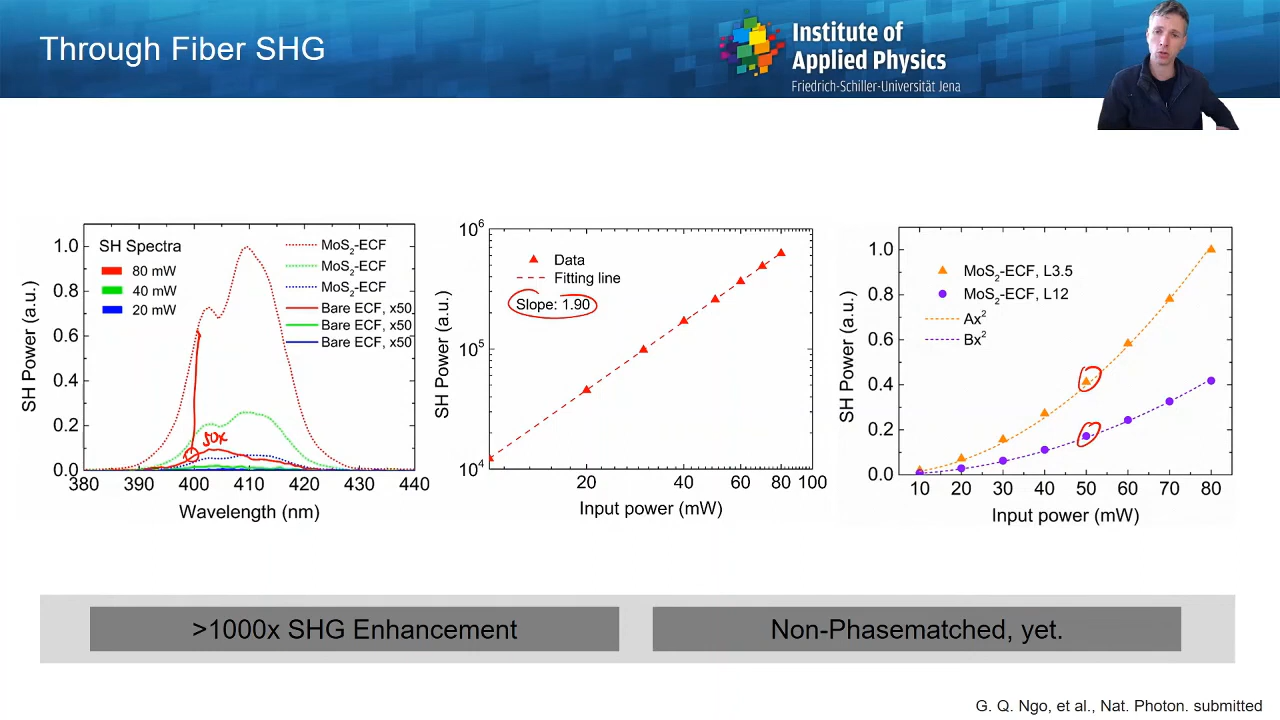 Through Fiber SHG
Institute of
Applied Physics
Friedrich-Schiller-Universität Jena
SH Spectra
80 mW
40 mW
20 mW
MoS₂-ECF
MoS₂-ECF
MoS₂-ECF
Bare ECF, x50
Bare ECF, x50
Bare ECF, x50
50x
SH Power (a.u.)
1.0
0.8
0.6
0.4
0.2
0.0
380 390 400 410 420 430 440
Wavelength (nm)
Data
Fitting line
Slope: 1.90
SH Power (a.u.)
10⁶
10⁵
10⁴
20 40 60 80 100
Input power (mW)
MoS₂-ECF, L3.5
MoS₂-ECF, L12
Ax²
Bx²
SH Power (a.u.)
1.0
0.8
0.6
0.4
0.2
0.0
10 20 30 40 50 60 70 80
Input power (mW)
>1000x SHG Enhancement
Non-Phasematched, yet.
G. Q. Ngo, et al., Nat. Photon. submitted